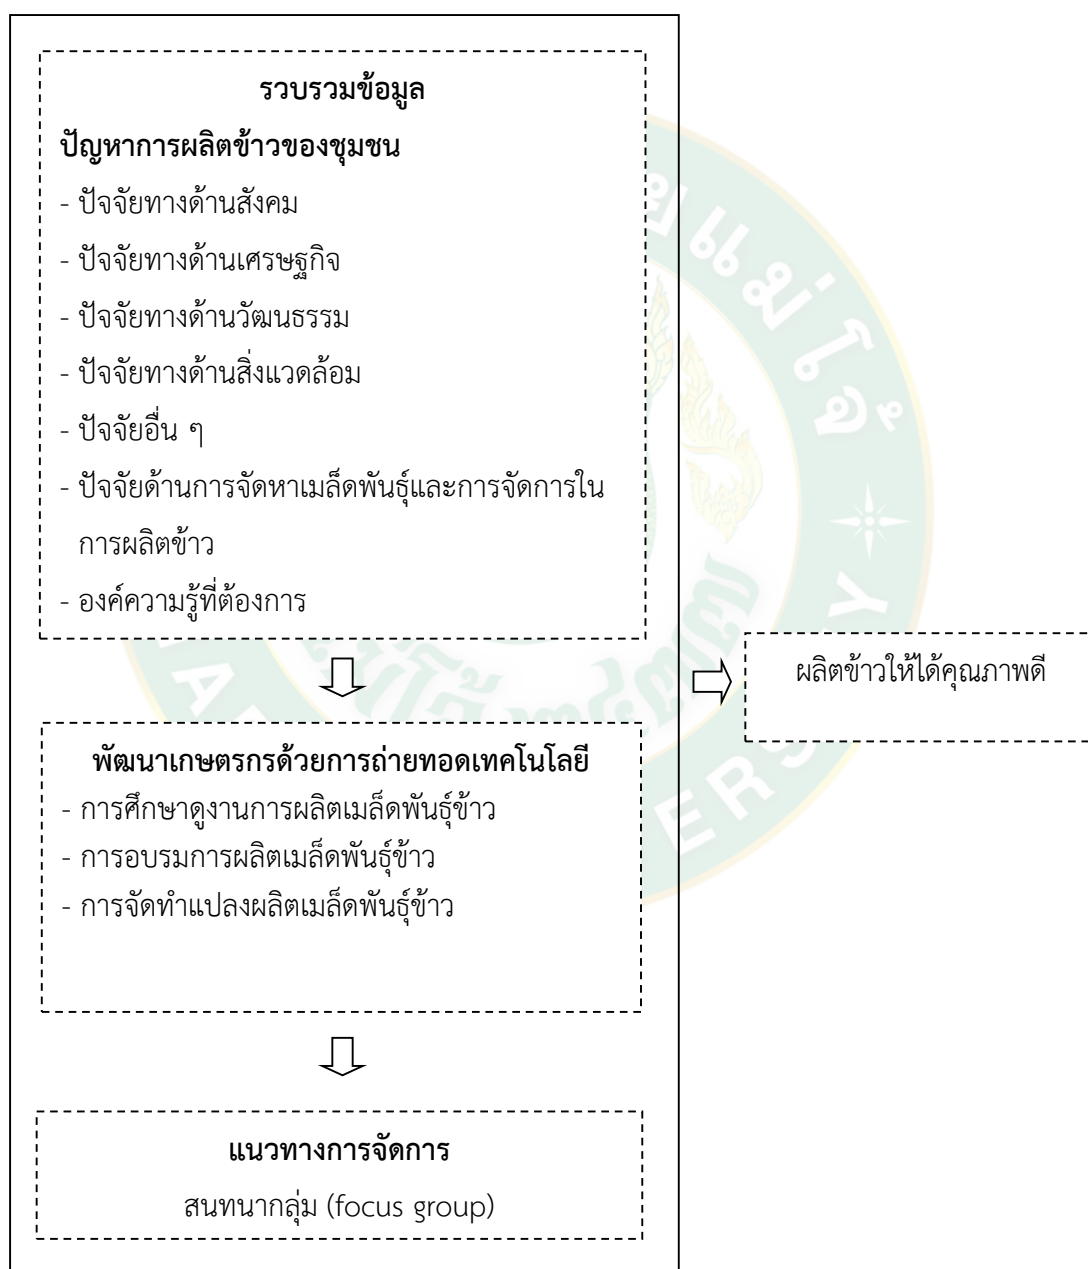 รวบรวมข้อมูล
ปัญหาการผลิตข้าวของชุมชน
- ปัจจัยทางด้านสังคม
- ปัจจัยทางด้านเศรษฐกิจ
- ปัจจัยทางด้านวัฒนธรรม
- ปัจจัยทางด้านสิ่งแวดล้อม
- ปัจจัยอื่น ๆ
- ปัจจัยด้านการจัดหาเมล็ดพันธุ์และการจัดการใน
การผลิตข้าว
- องค์ความรู้ที่ต้องการ
ผลิตข้าวให้ได้คุณภาพดี
พัฒนาเกษตรกรด้วยการถ่ายทอดเทคโนโลยี
- การศึกษาดูงานการผลิตเมล็ดพันธุ์ข้าว
- การอบรมการผลิตเมล็ดพันธุ์ข้าว
- การจัดทำแปลงผลิตเมล็ดพันธุ์ข้าว
แนวทางการจัดการ
สนทนากลุ่ม (focus group)